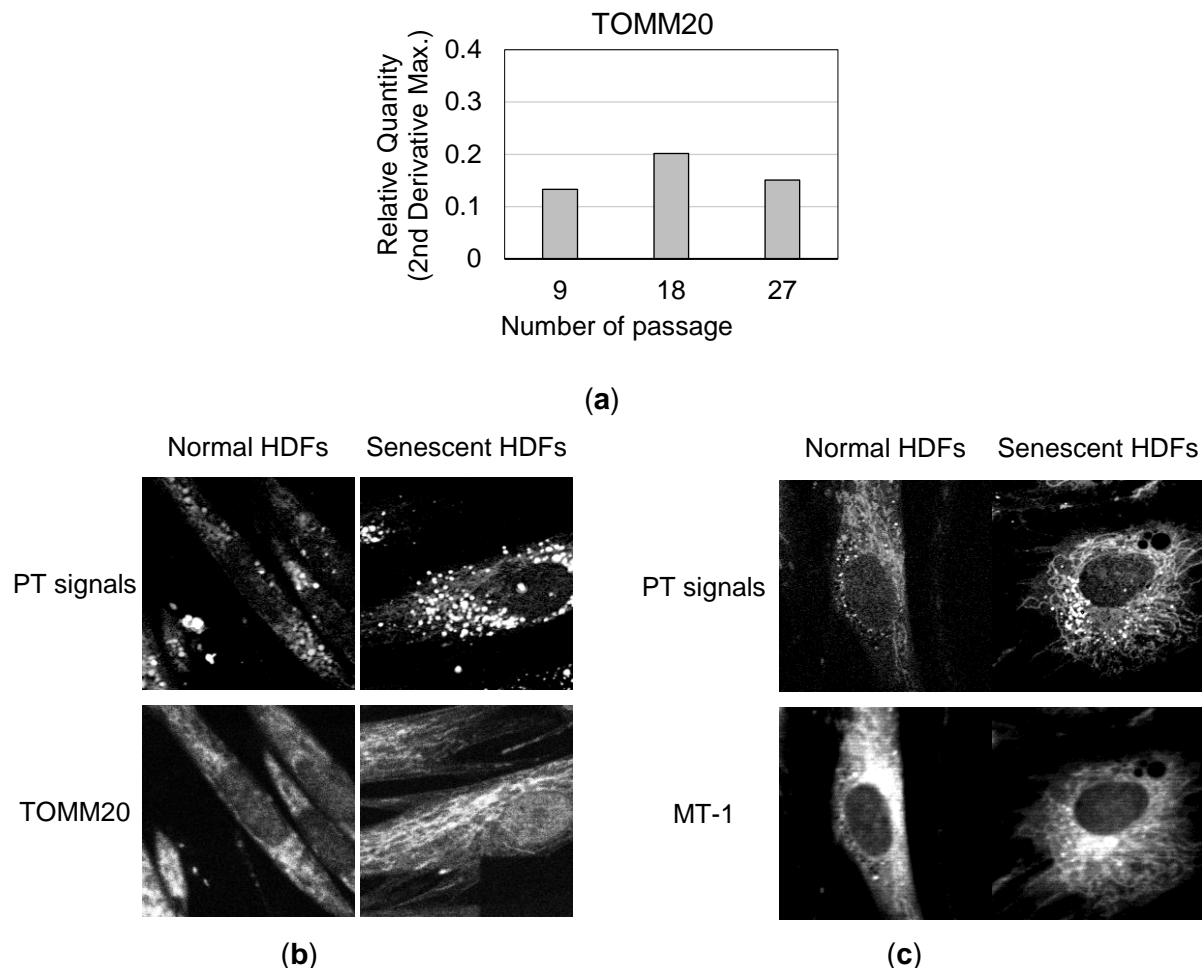 TOMM20
Relative Quantity
(2nd Derivative Max.)
0.4
0.3
0.2
0.1
0
9 18 27
Number of passage
(a)
Normal HDFs Senescent HDFs
PT signals
TOMM20
(b)
Normal HDFs Senescent HDFs
PT signals
MT-1
(c)